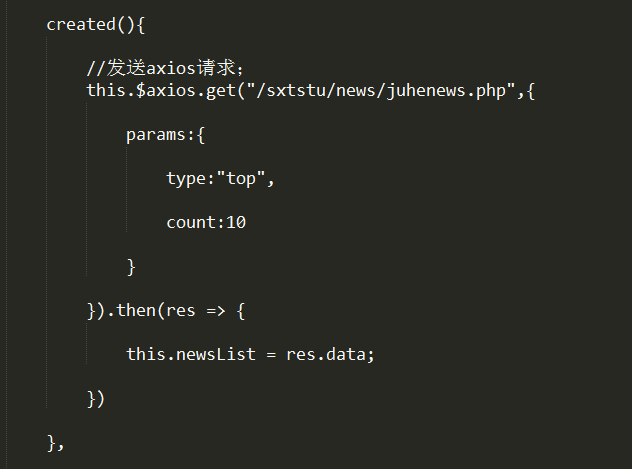 created(){
//发送axios请求;
this.$axios.get("/sxtstu/news/juhenews.php",{
params:{
type:"top",
count:10
}
}).then(res => {
this.newsList = res.data;
})
},